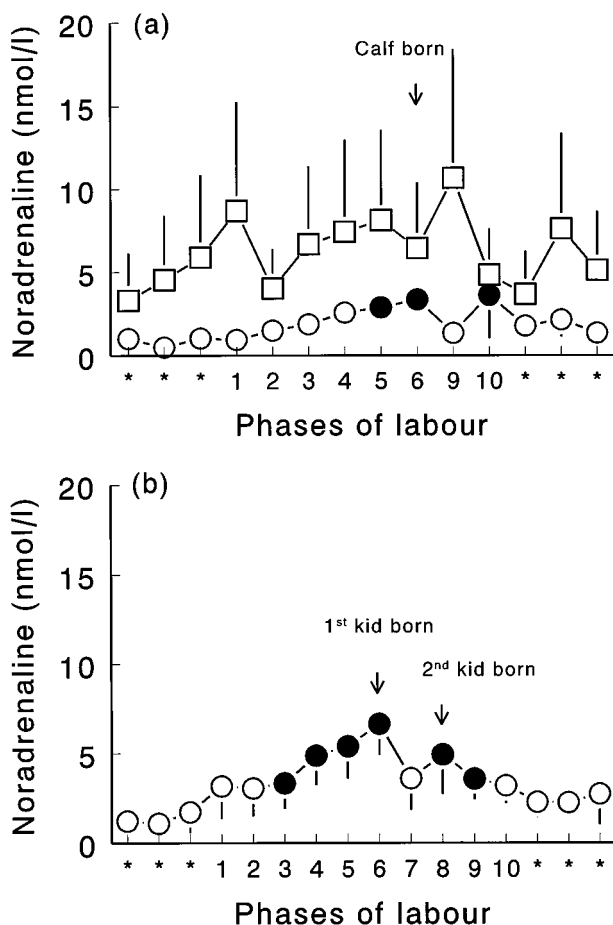 (a)
Noradrenaline (nmol/l)
20
15
10
5
0
Calf born
* * * 1 2 3 4 5 6 9 10 * * *
Phases of labour
(b)
Noradrenaline (nmol/l)
20
15
10
5
0
1st kid born
2nd kid born
* * * 1 2 3 4 5 6 7 8 9 10 * * *
Phases of labour